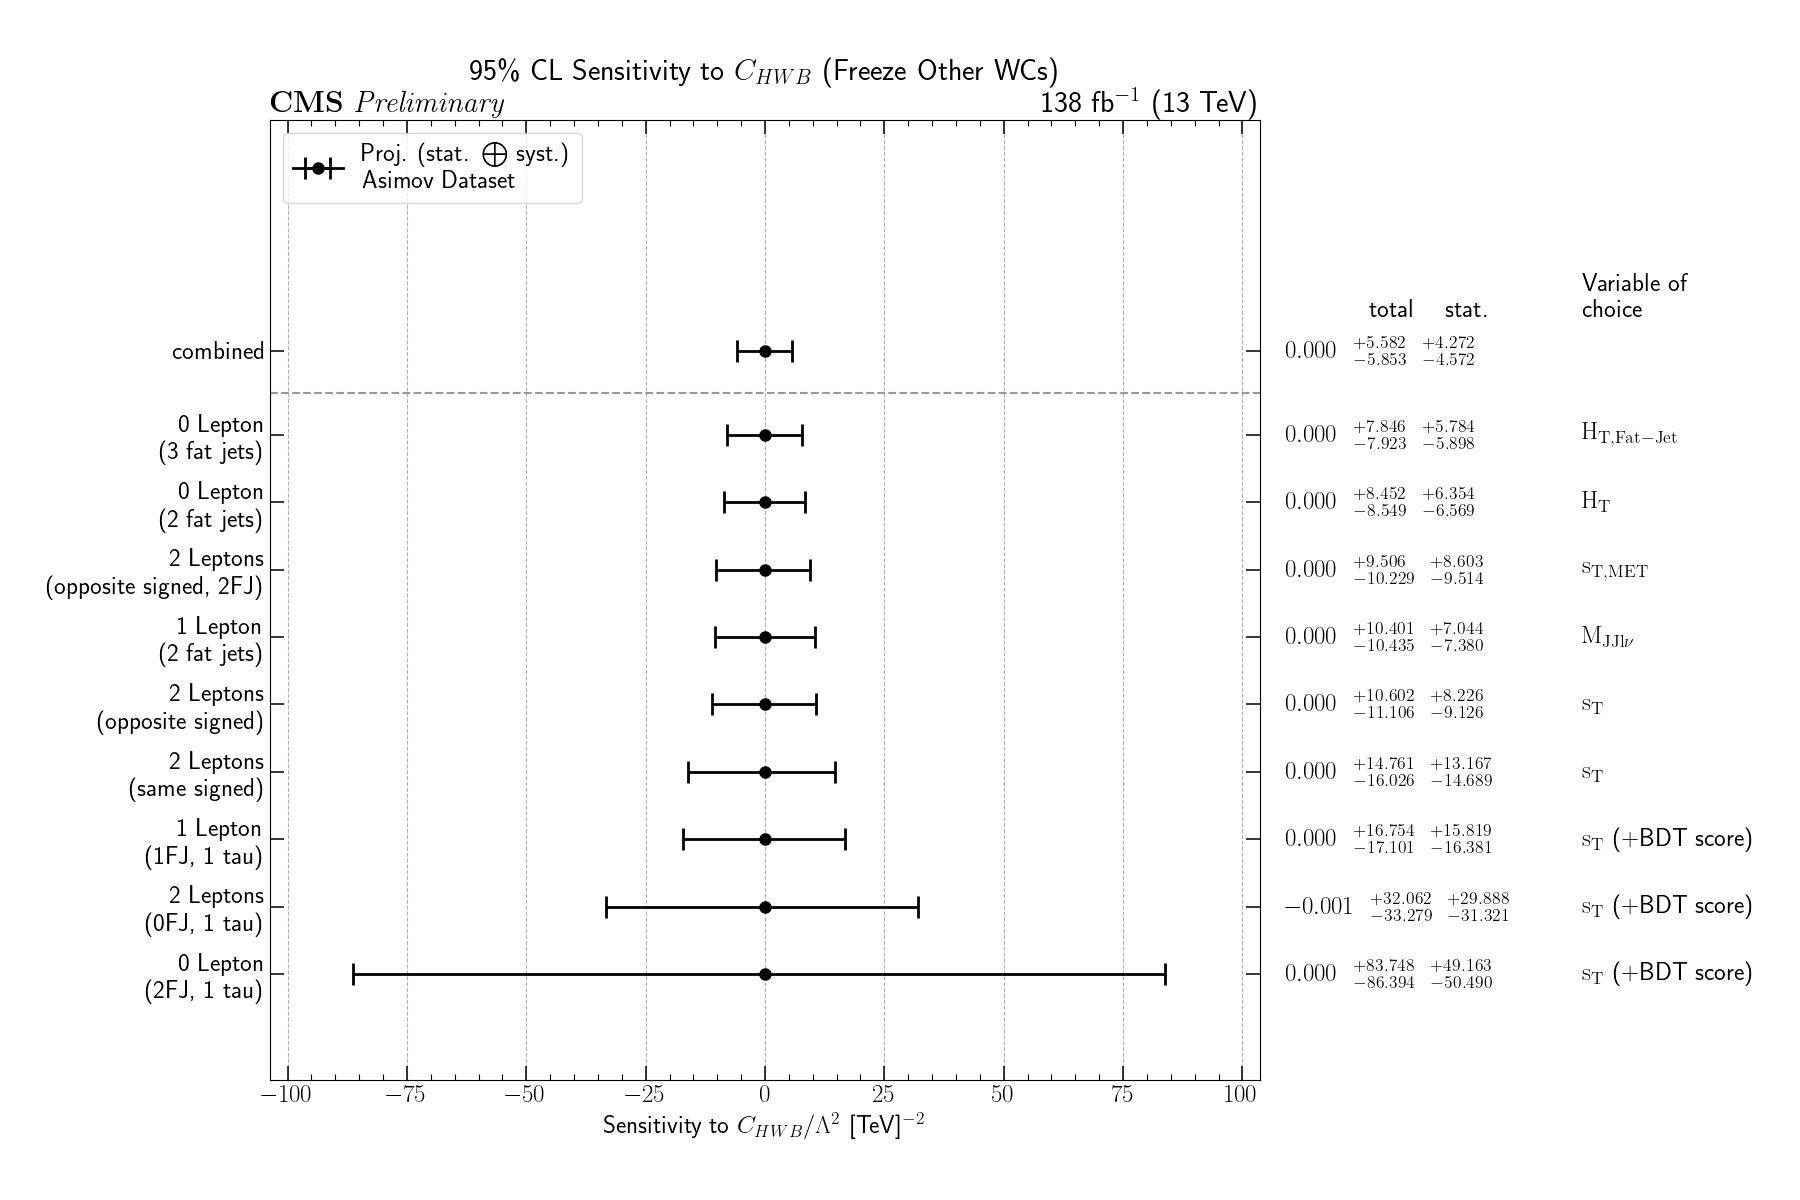 95% CL Sensitivity to C_{HWB} (Freeze Other WCs)
CMS Preliminary 138 fb^{−1} (13 TeV)
Proj. (stat. ⨁ syst.)
Asimov Dataset
Variable of
total stat. choice
combined 0.000 +5.582 −5.853 +4.272 −4.572
0 Lepton
(3 fat jets) 0.000 +7.846 −7.923 +5.784 −5.898 H_{T,Fat−Jet}
0 Lepton
(2 fat jets) 0.000 +8.452 −8.549 +6.354 −6.569 H_T
2 Leptons
(opposite signed, 2FJ) 0.000 +9.506 −10.229 +8.603 −9.514 s_{T,MET}
1 Lepton
(2 fat jets) 0.000 +10.401 −10.435 +7.044 −7.380 M_{JJlν}
2 Leptons
(opposite signed) 0.000 +10.602 −11.106 +8.226 −9.126 s_T
2 Leptons
(same signed) 0.000 +14.761 −16.026 +13.167 −14.689 s_T
1 Lepton
(1FJ, 1 tau) 0.000 +16.754 −17.101 +15.819 −16.381 s_T (+BDT score)
2 Leptons
(0FJ, 1 tau) −0.001 +32.062 −33.279 +29.888 −31.321 s_T (+BDT score)
0 Lepton
(2FJ, 1 tau) 0.000 +83.748 −86.394 +49.163 −50.490 s_T (+BDT score)
−100 −75 −50 −25 0 25 50 75 100
Sensitivity to C_{HWB}/Λ^2 [TeV]^{−2}